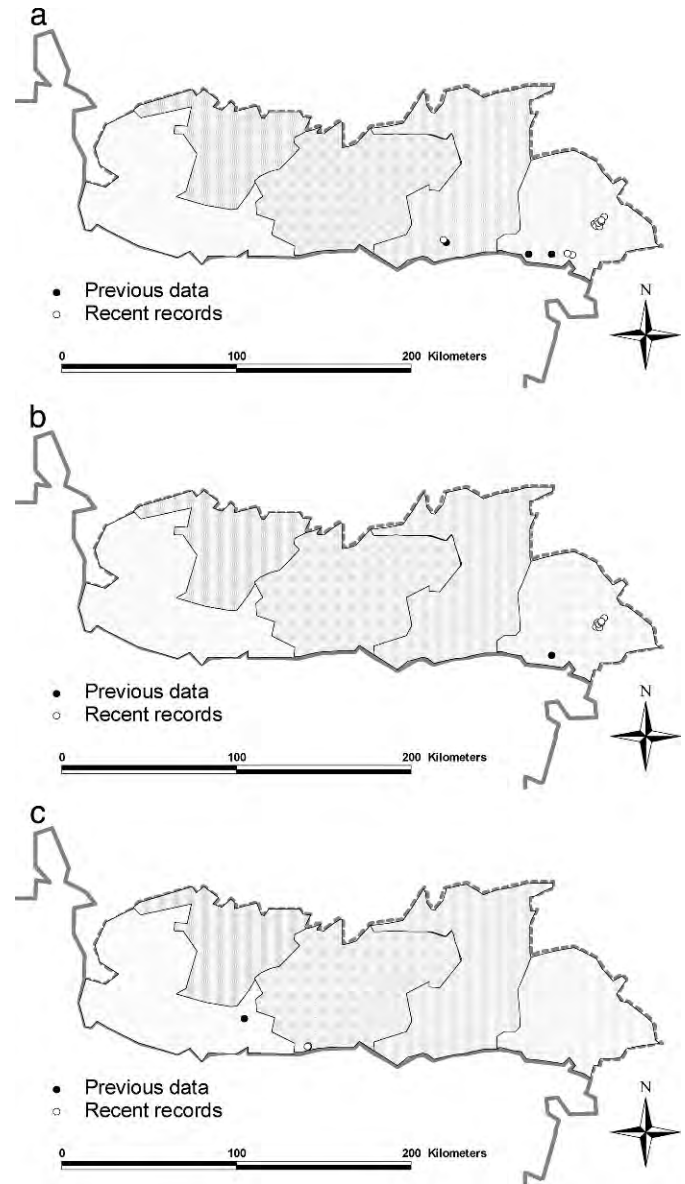 a
Previous data
Recent records
N
0 100 200 Kilometers
b
Previous data
Recent records
N
0 100 200 Kilometers
c
Previous data
Recent records
N
0 100 200 Kilometers